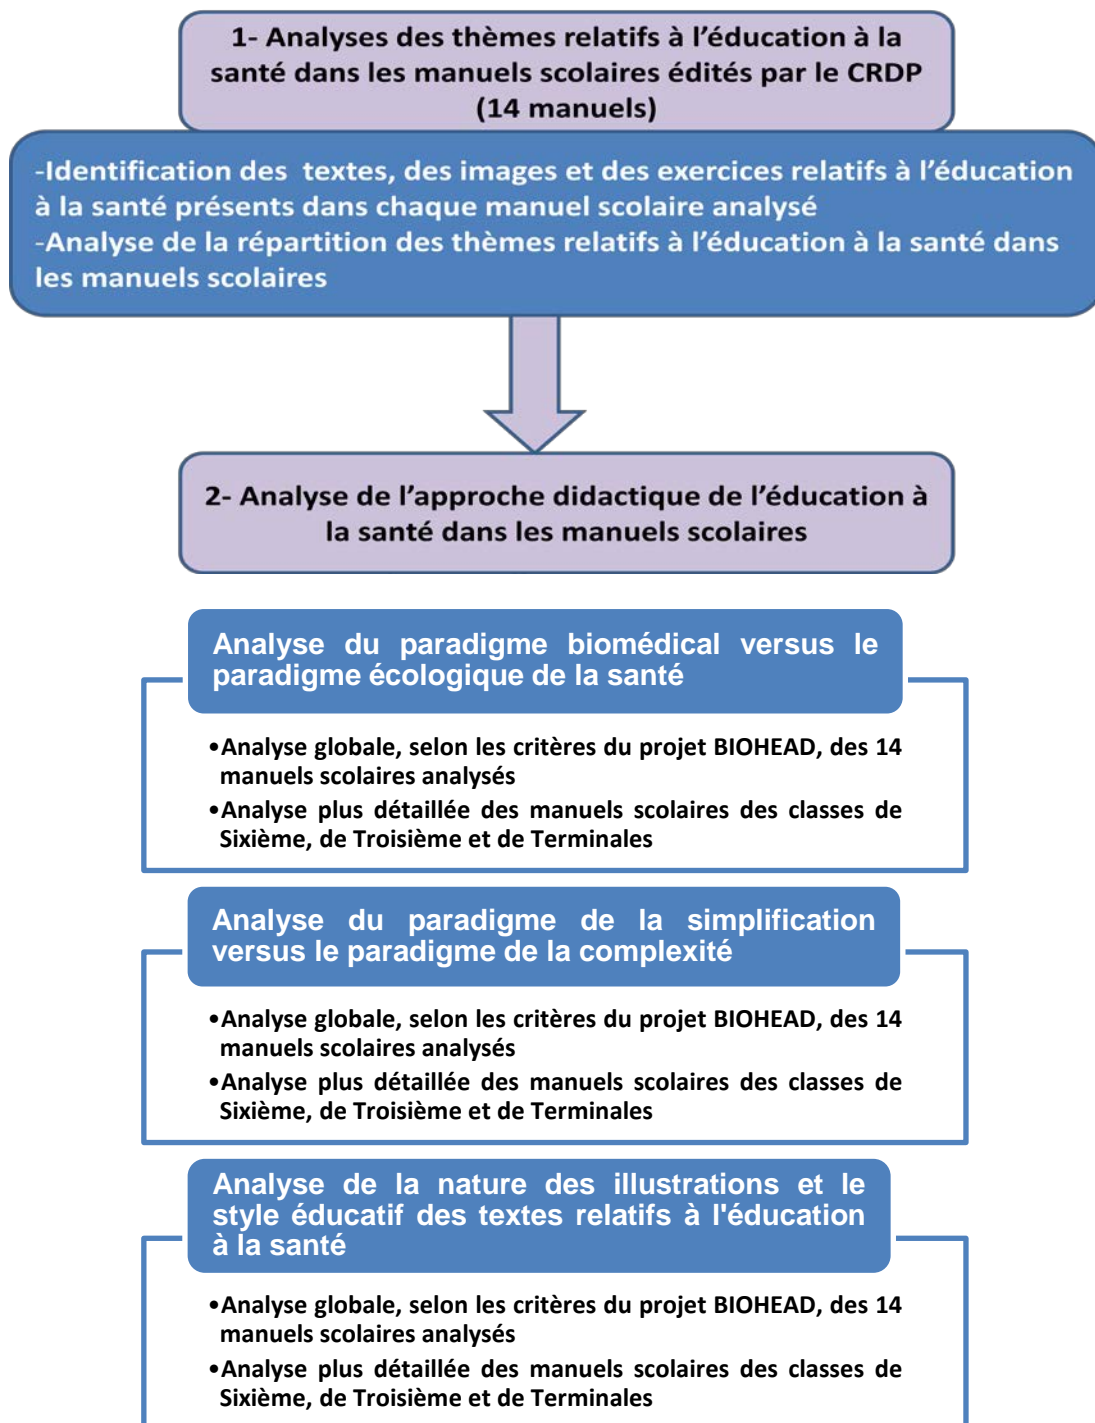 1- Analyses des thèmes relatifs à l’éducation à la
santé dans les manuels scolaires édités par le CRDP
(14 manuels)
-Identification des textes, des images et des exercices relatifs à l’éducation
à la santé présents dans chaque manuel scolaire analysé
-Analyse de la répartition des thèmes relatifs à l’éducation à la santé dans
les manuels scolaires
2- Analyse de l’approche didactique de l’éducation à
la santé dans les manuels scolaires
Analyse du paradigme biomédical versus le
paradigme écologique de la santé
•Analyse globale, selon les critères du projet BIOHEAD, des 14
manuels scolaires analysés
•Analyse plus détaillée des manuels scolaires des classes de
Sixième, de Troisième et de Terminales
Analyse du paradigme de la simplification
versus le paradigme de la complexité
•Analyse globale, selon les critères du projet BIOHEAD, des 14
manuels scolaires analysés
•Analyse plus détaillée des manuels scolaires des classes de
Sixième, de Troisième et de Terminales
Analyse de la nature des illustrations et le
style éducatif des textes relatifs à l'éducation
à la santé
•Analyse globale, selon les critères du projet BIOHEAD, des 14
manuels scolaires analysés
•Analyse plus détaillée des manuels scolaires des classes de
Sixième, de Troisième et de Terminales